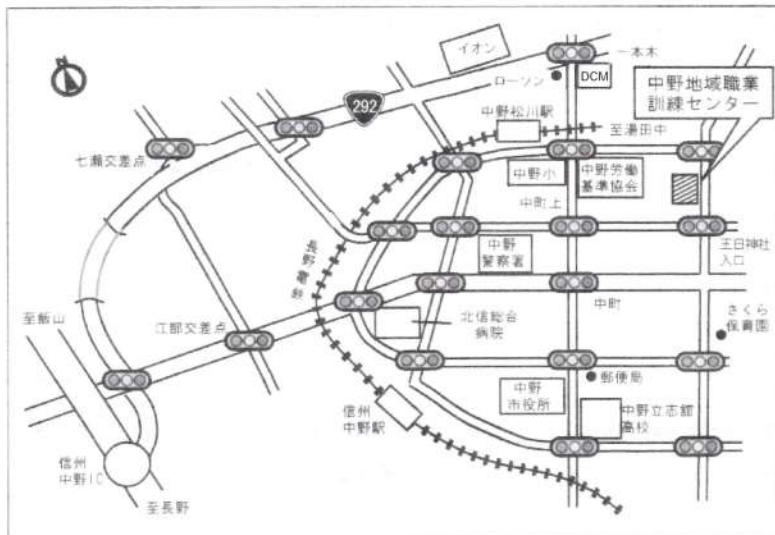 イオン
一本木
ローソン
DCM
中野地域職業
訓練センター
292
中野松川駅
至湯田中
七瀬交差点
中野小
中野労働
基準協会
中町上
長野電鉄
中野
警察署
王日神社
入口
至飯山
江部交差点
北信総合
病院
中町
さくら
保育園
信州
中野駅
中野
市役所
郵便局
中野立志館
高校
信州
中野IC
至長野